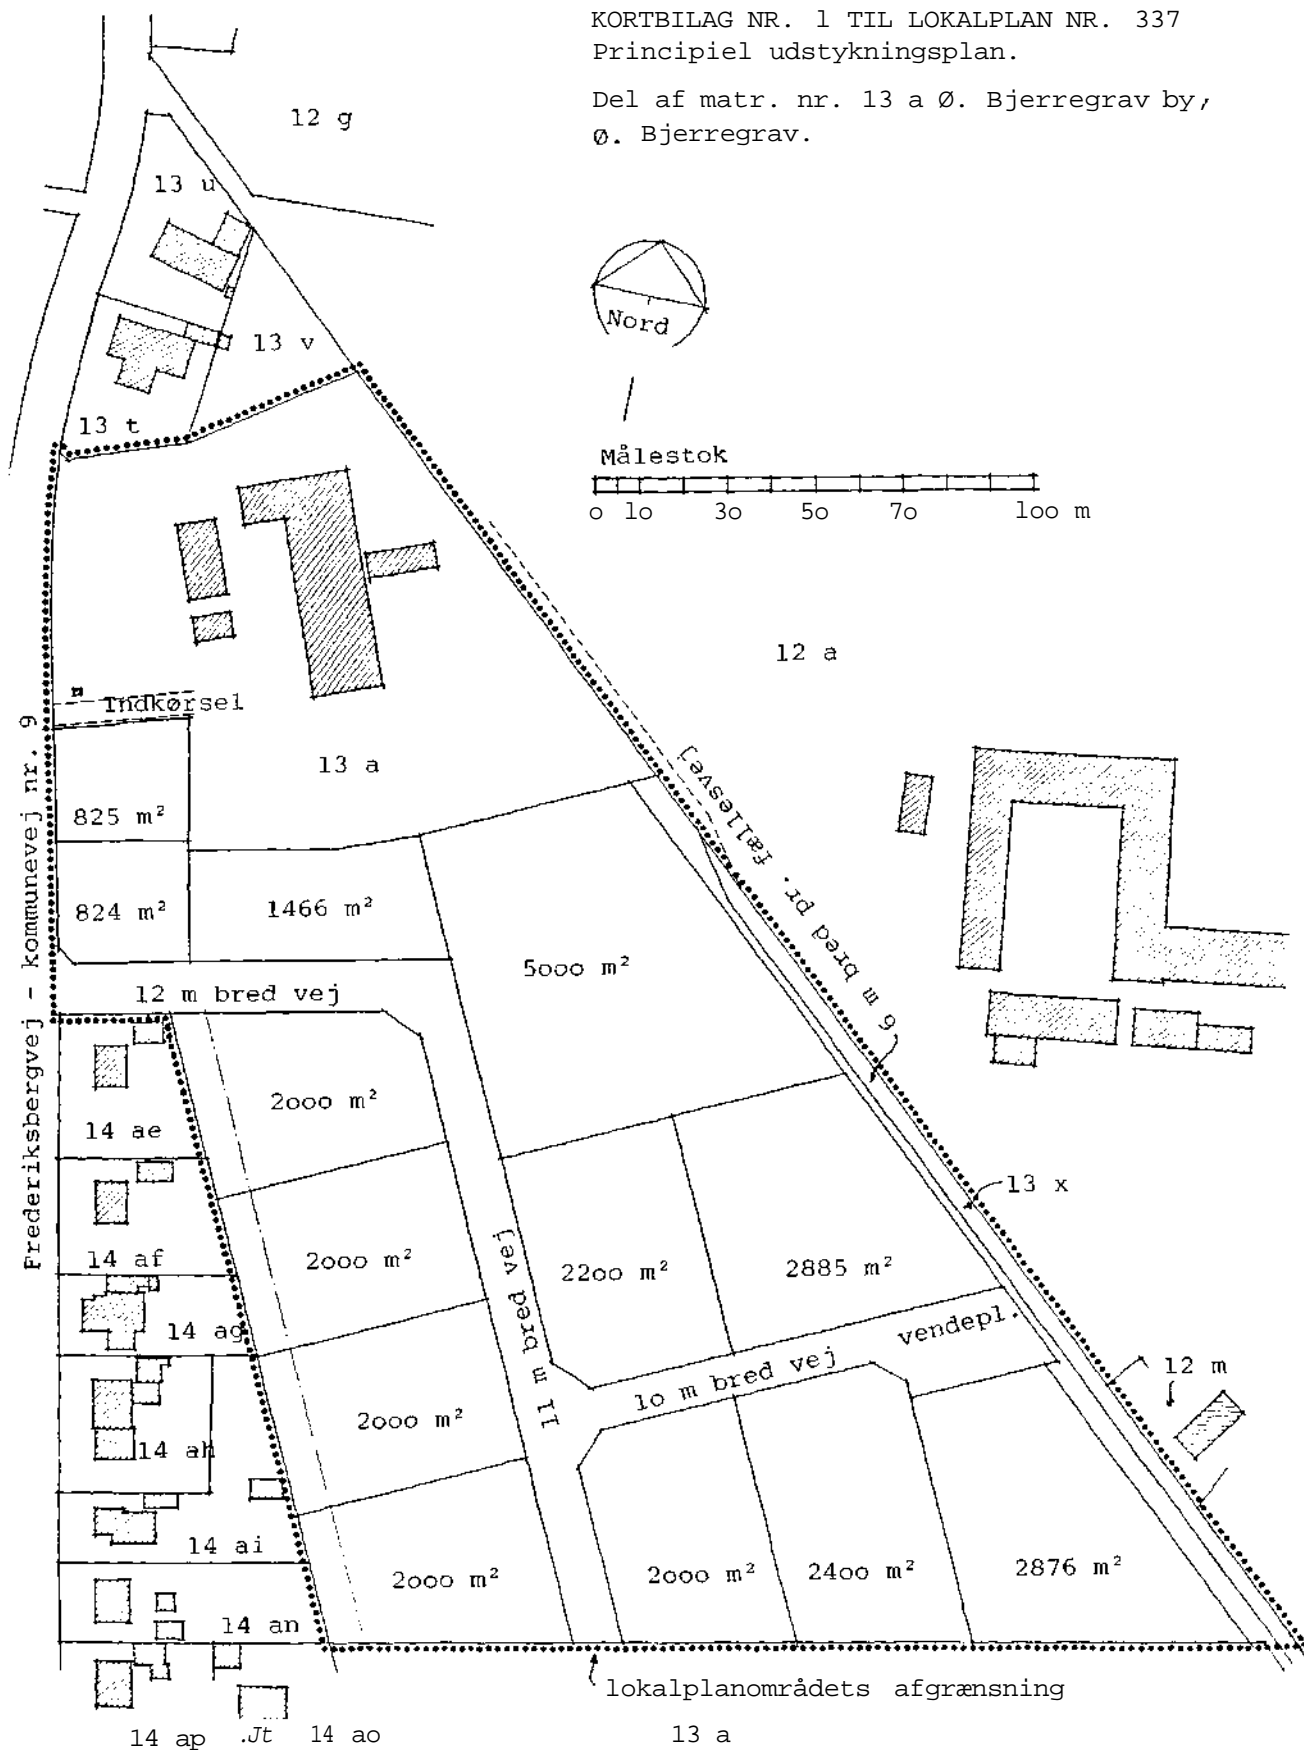 KORTBILAG NR. 1 TIL LOKALPLAN NR. 337
Principiel udstykningsplan.
Del af matr. nr. 13 a Ø. Bjerregrav by,
Ø. Bjerregrav.
12 g
13 u
13 v
13 t
Nord
Målestok
o 1o 3o 5o 7o 1oo m
12 a
Indkørsel
13 a
Frederiksbergvej - kommunevej nr. 9
825 m²
824 m²
1466 m²
6 m bred pr. fællesvej
5ooo m²
12 m bred vej
2ooo m²
14 ae
13 x
14 af
2ooo m²
11 m bred vej
22oo m²
2885 m²
14 ag
vendepl.
1o m bred vej
12 m
2ooo m²
14 ah
14 ai
2ooo m²
2ooo m²
24oo m²
2876 m²
14 an
lokalplanområdets afgrænsning
14 ap .Jt 14 ao 13 a